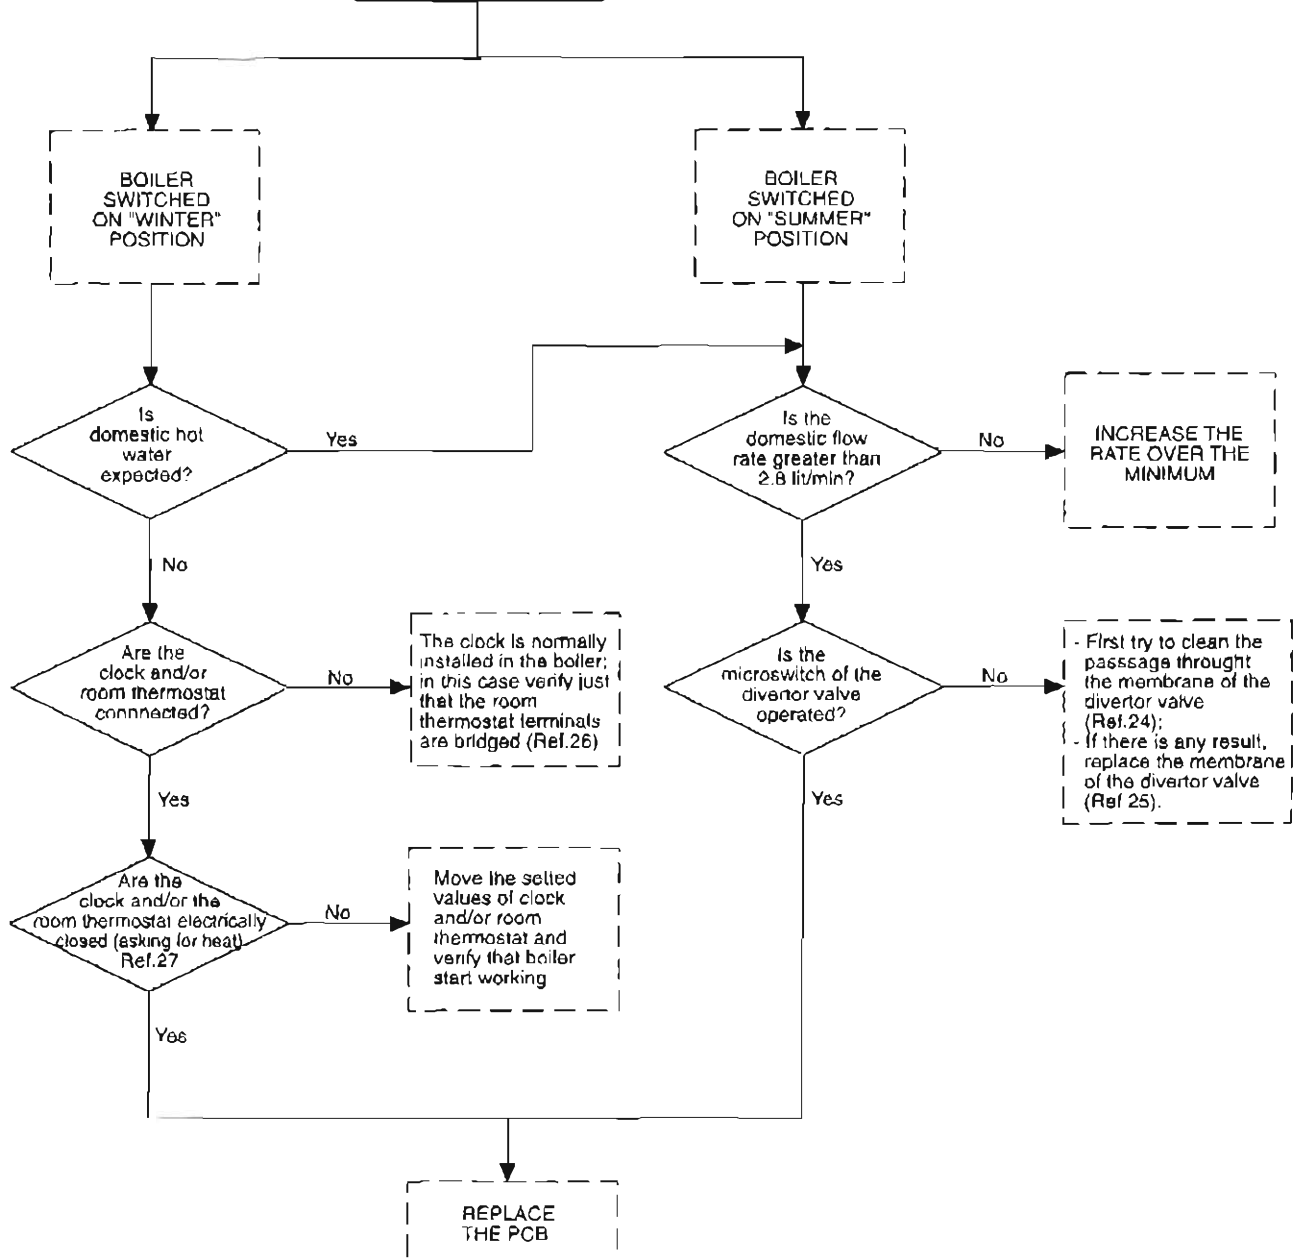 BOILER
SWITCHED
ON "WINTER"
POSITION
BOILER
SWITCHED
ON "SUMMER"
POSITION
Is
domestic hot
water
expected?
Yes
Is the
domestic flow
rate greater than
2.8 lit/min?
No
INCREASE THE
RATE OVER THE
MINIMUM
No
Yes
Are the
clock and/or
room thermostat
connnected?
No
The clock is normally
installed in the boiler;
in this case verify just
that the room
thermostat terminals
are bridged (Ref.26)
Is the
microswitch of the
divertor valve
operated?
No
- First try to clean the
passsage throught
the membrane of the
divertor valve
(Ref.24);
- If there is any result,
replace the membrane
of the divertor valve
(Ref 25).
Yes
Yes
Are the
clock and/or the
room thermostat electrically
closed (asking for heat)
Ref.27
No
Move the setted
values of clock
and/or room
thermostat and
verify that boiler
start working
Yes
REPLACE
THE PCB